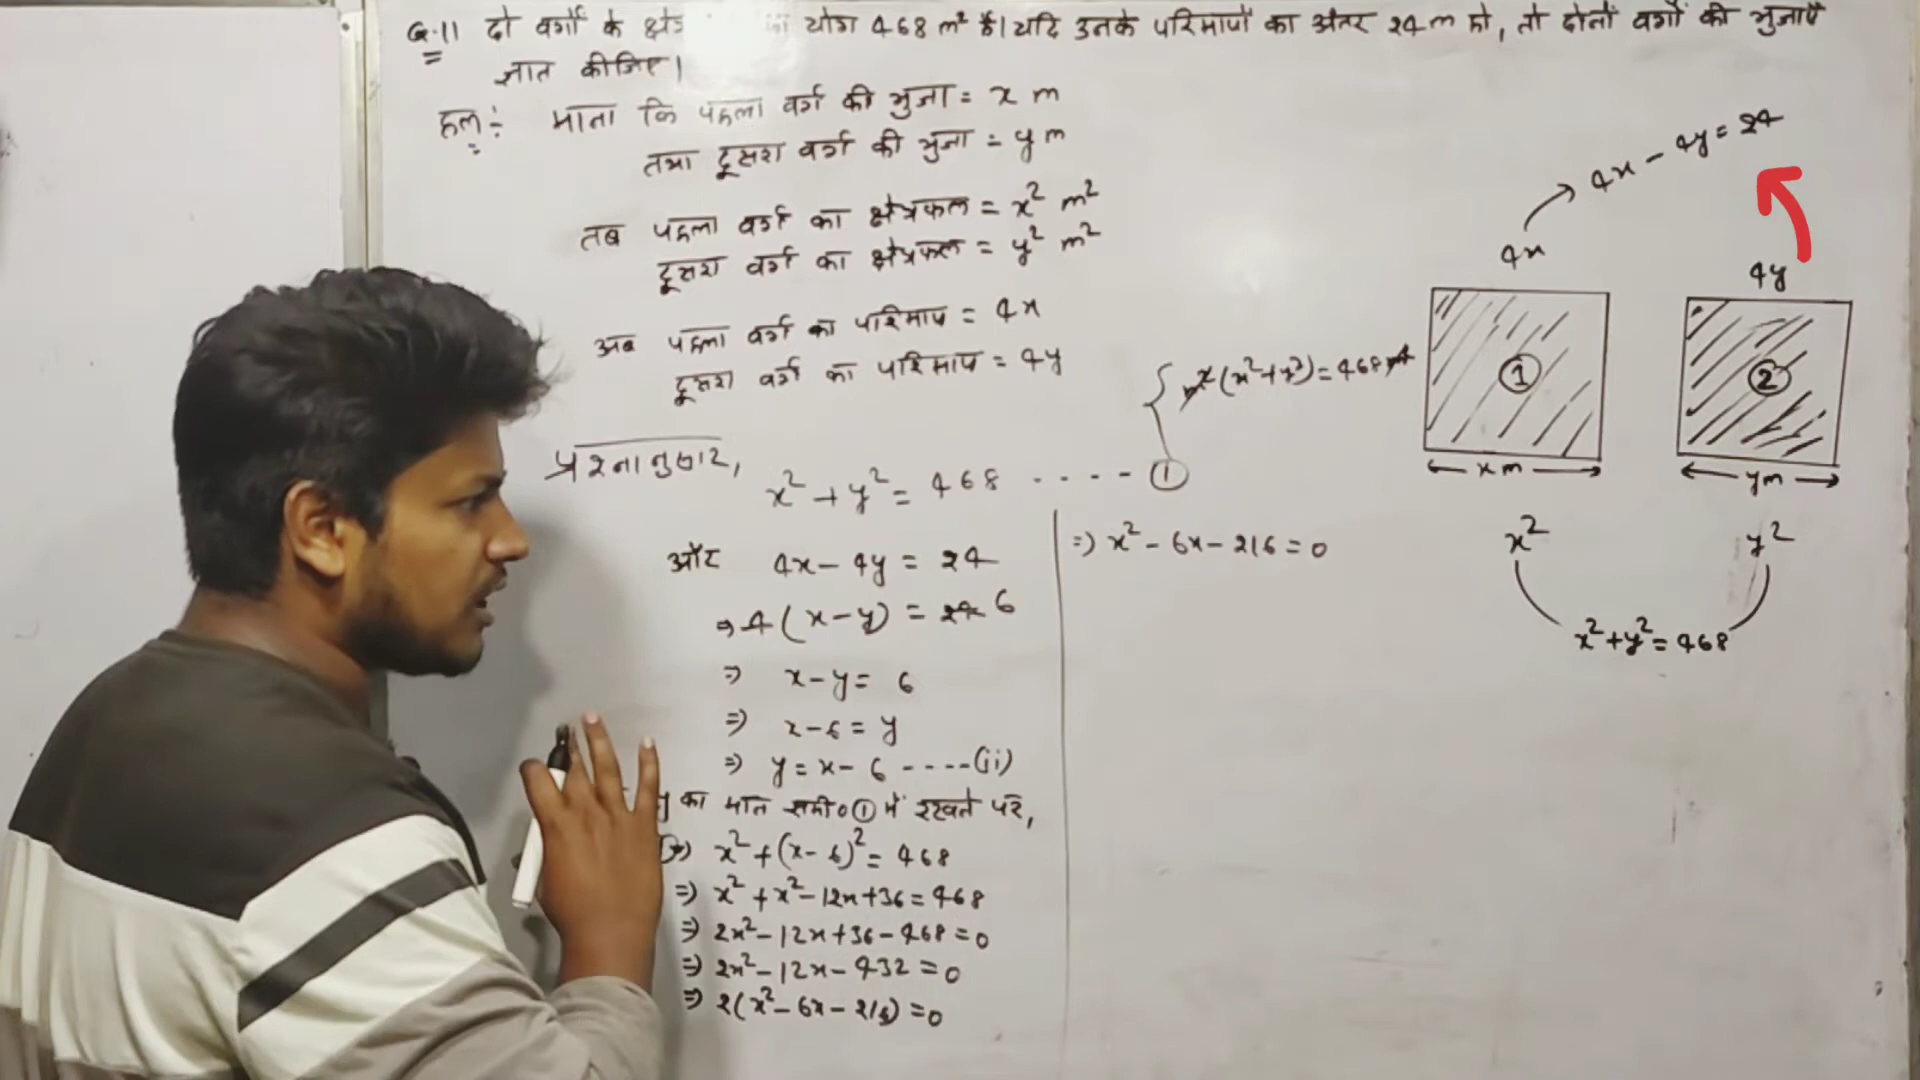 Q.11 दो वर्गों के क्षेत्र का योग 468 m² है। यदि उनके परिमापों का अंतर 24 m हो, तो दोनों वर्गों की भुजाएँ
ज्ञात कीजिए।
हल:- माना कि पहला वर्ग की भुजा = x m
तथा दूसरा वर्ग की भुजा = y m
तब पहला वर्ग का क्षेत्रफल = x² m²
दूसरा वर्ग का क्षेत्रफल = y² m²
अब पहला वर्ग का परिमाप = 4x
दूसरा वर्ग का परिमाप = 4y
प्रश्नानुसार,
x² + y² = 468 ---- ①
और 4x - 4y = 24
⇒ 4(x - y) = 24 6
⇒ x - y = 6
⇒ x - 6 = y
⇒ y = x - 6 ----(ii)
y का मान समी० ① में रखने पर,
⇒ x² + (x - 6)² = 468
⇒ x² + x² - 12x + 36 = 468
⇒ 2x² - 12x + 36 - 468 = 0
⇒ 2x² - 12x - 432 = 0
⇒ 2(x² - 6x - 216) = 0
⇒ x² - 6x - 216 = 0
(x² + y²) = 468
4x - 4y = 24
4x
4y
①
②
x m
y m
x²
y²
x² + y² = 468